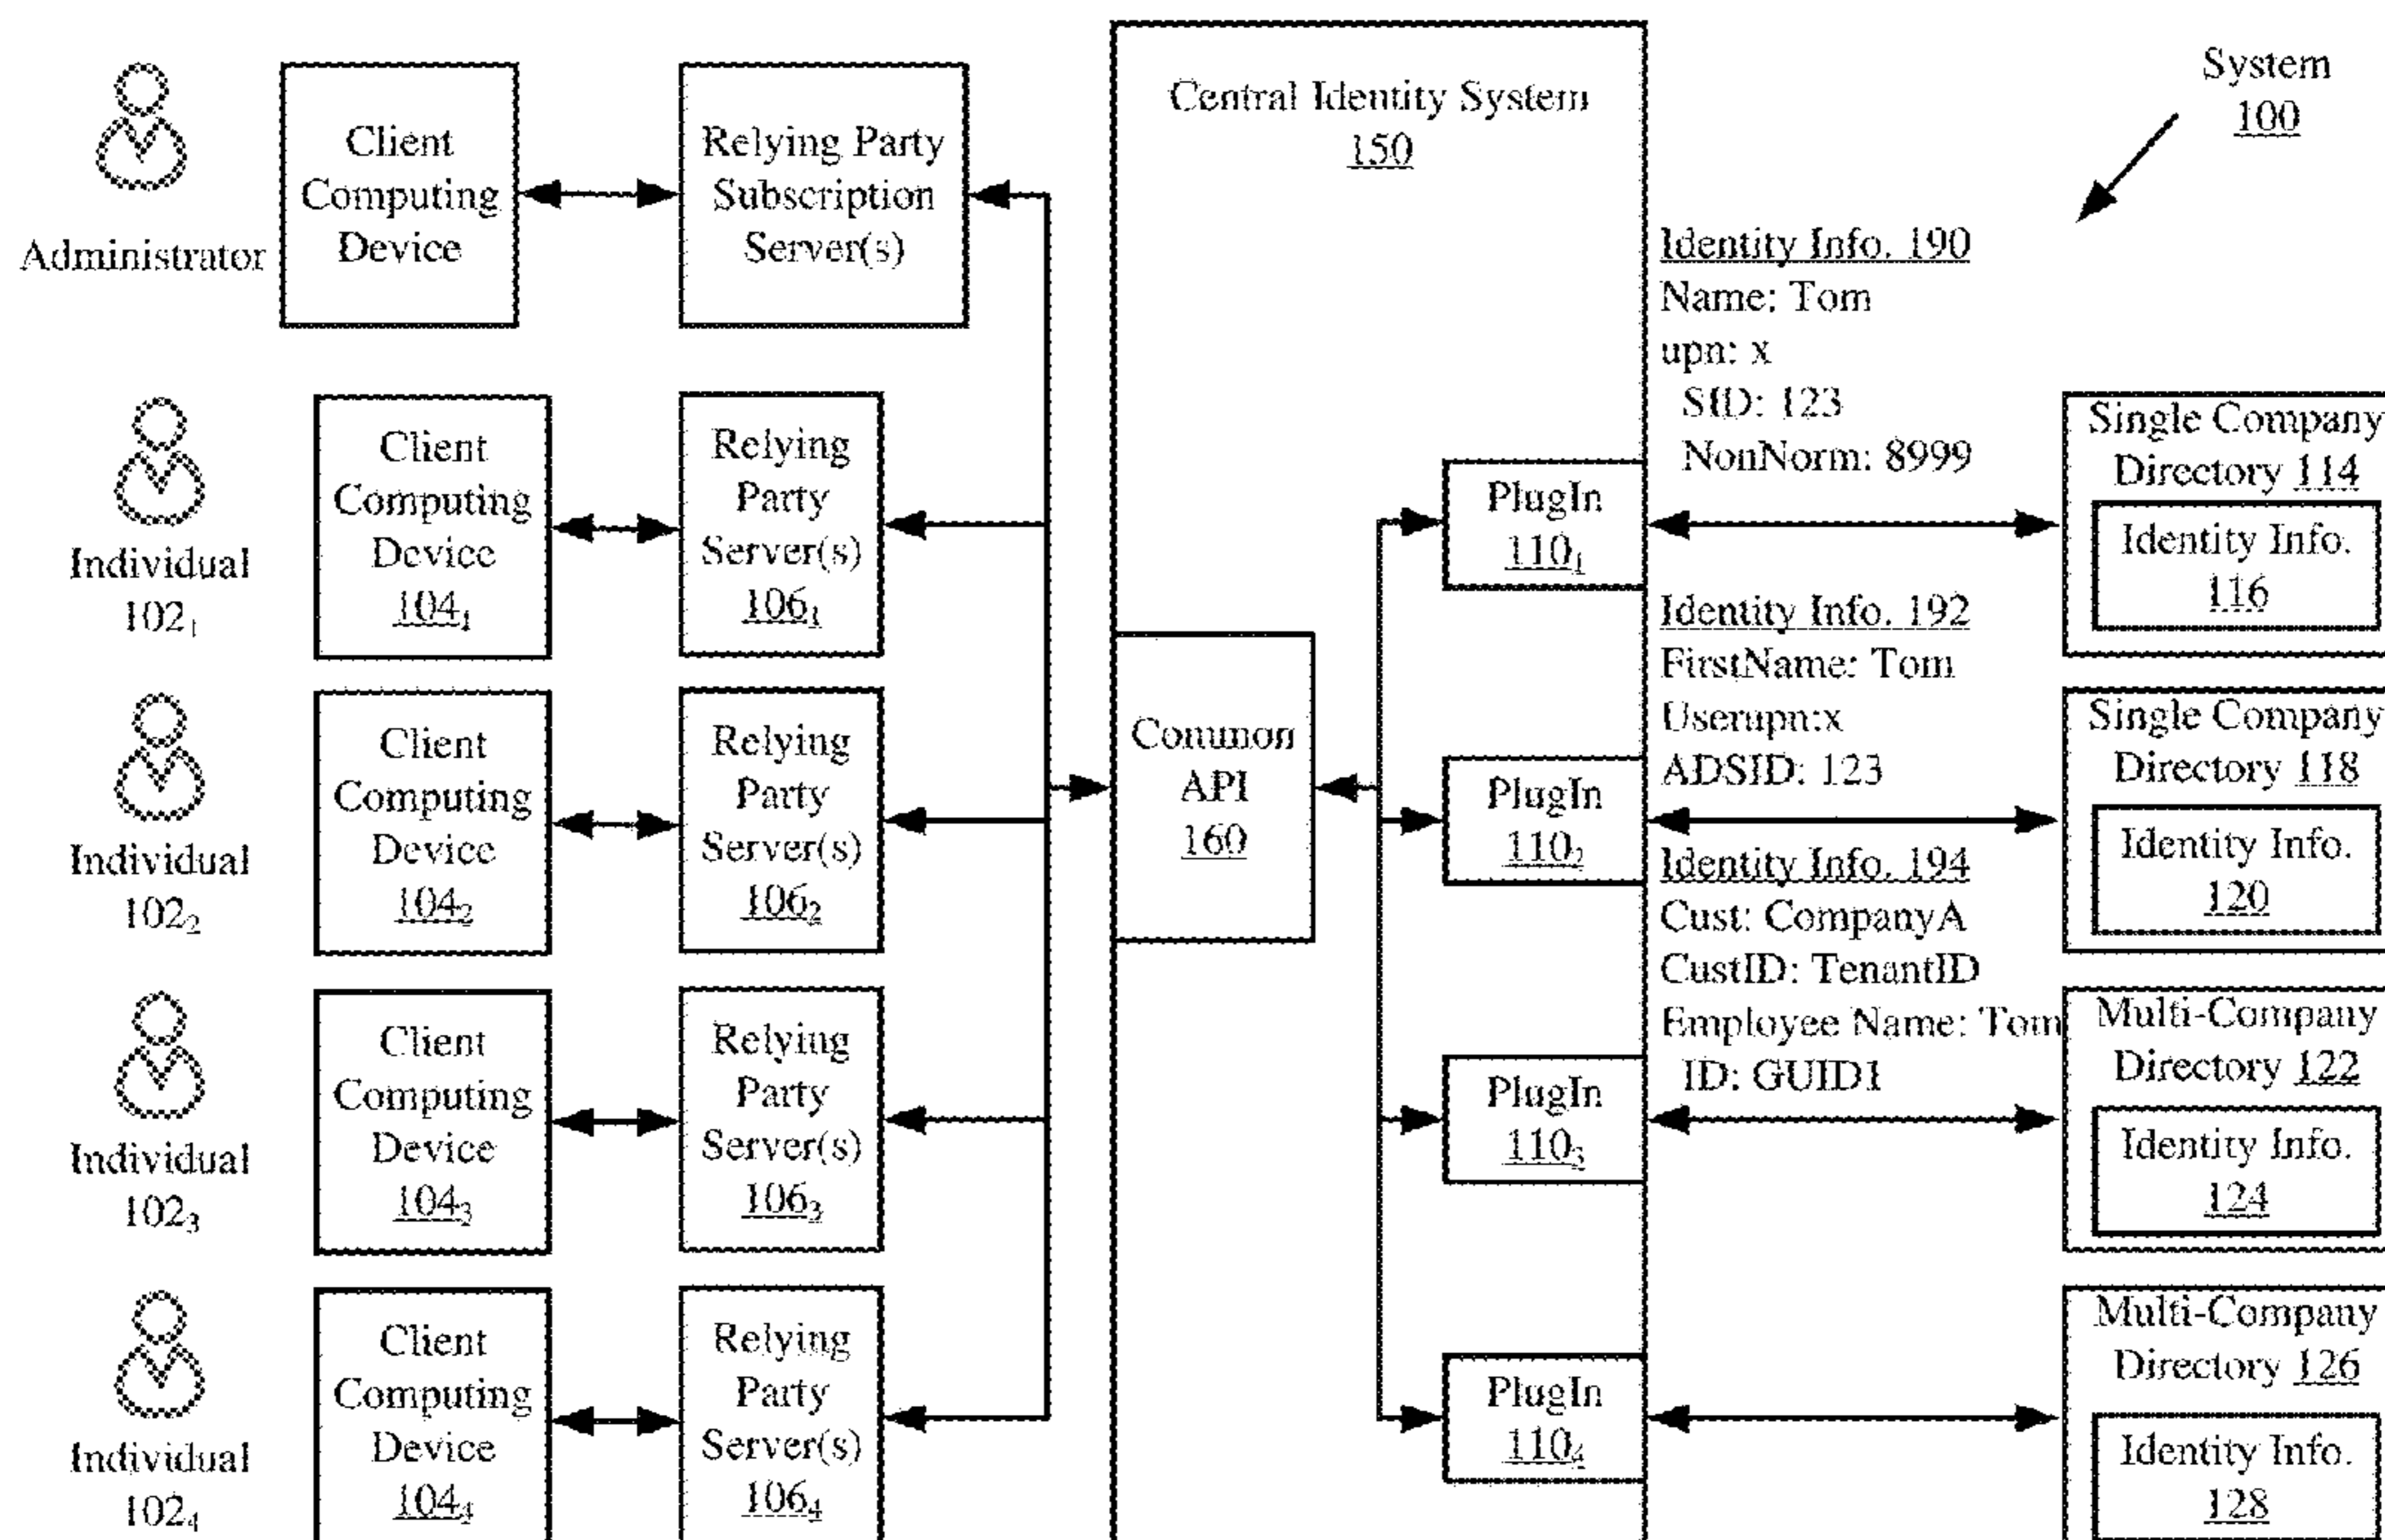 System
100
Central Identity System
150
Administrator
Client
Computing
Device
Relying Party
Subscription
Server(s)
Individual
102₁
Client
Computing
Device
104₁
Relying
Party
Server(s)
106₁
Individual
102₂
Client
Computing
Device
104₂
Relying
Party
Server(s)
106₂
Individual
102₃
Client
Computing
Device
104₃
Relying
Party
Server(s)
106₃
Individual
102₄
Client
Computing
Device
104₄
Relying
Party
Server(s)
106₄
Common
API
160
PlugIn
110₁
PlugIn
110₂
PlugIn
110₃
PlugIn
110₄
Identity Info. 190
Name: Tom
upn: x
SID: 123
NonNorm: 8999
Identity Info. 192
FirstName: Tom
Userupn:x
ADSID: 123
Identity Info. 194
Cust: CompanyA
CustID: TenantID
Employee Name: Tom
ID: GUID1
Single Company
Directory 114
Identity Info.
116
Single Company
Directory 118
Identity Info.
120
Multi-Company
Directory 122
Identity Info.
124
Multi-Company
Directory 126
Identity Info.
128